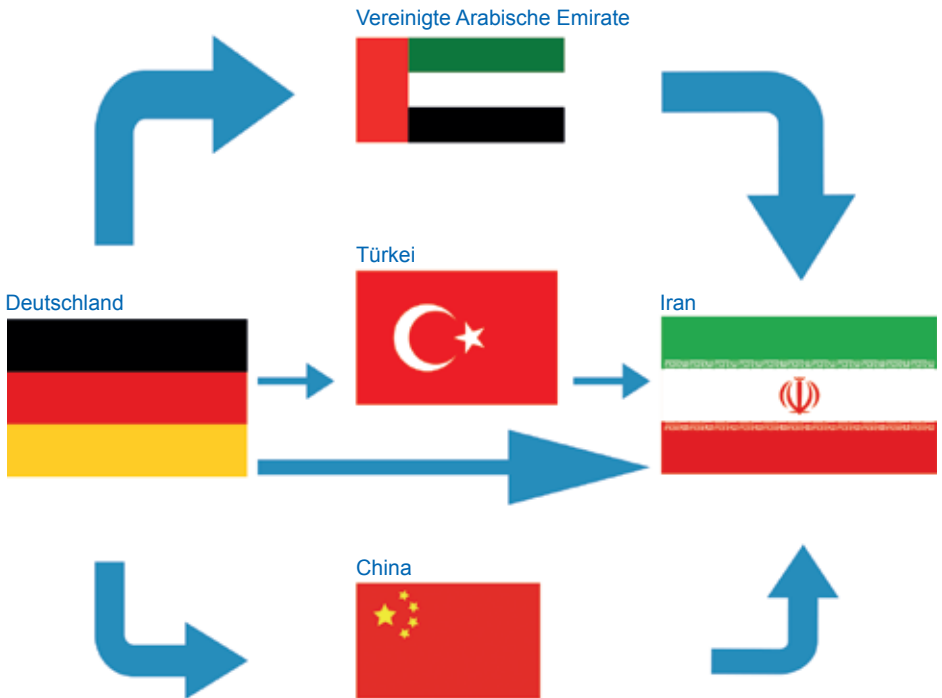 Vereinigte Arabische Emirate
Türkei
Deutschland
Iran
China